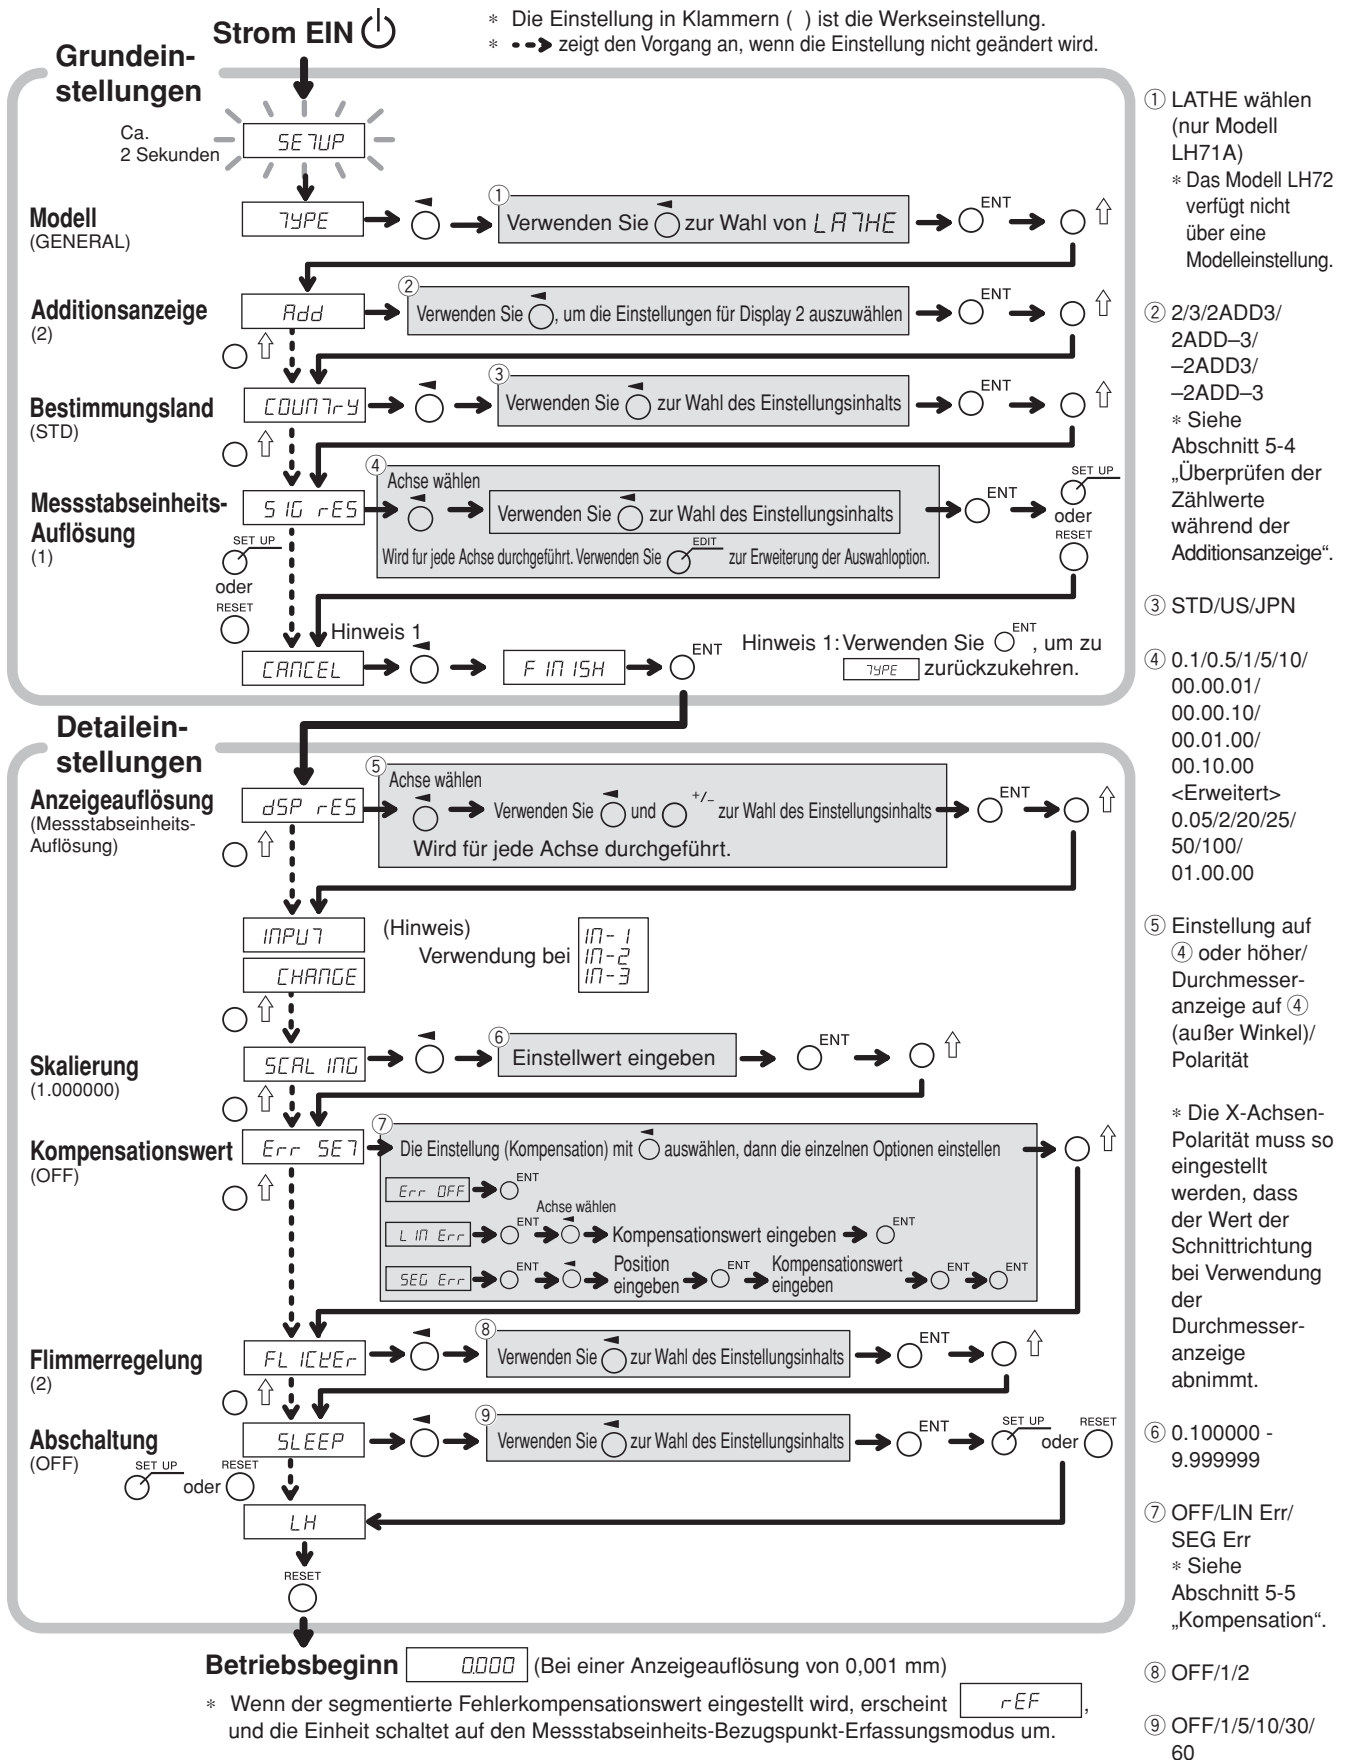 Strom EIN
* Die Einstellung in Klammern ( ) ist die Werkseinstellung.
* zeigt den Vorgang an, wenn die Einstellung nicht geändert wird.
Grundein-
stellungen
Ca.
2 Sekunden
SETUP
Modell
(GENERAL)
TYPE
①
Verwenden Sie zur Wahl von LATHE
ENT
Additionsanzeige
(2)
Add
②
Verwenden Sie , um die Einstellungen für Display 2 auszuwählen
ENT
Bestimmungsland
(STD)
COUNTrY
③
Verwenden Sie zur Wahl des Einstellungsinhalts
ENT
Messstabseinheits-
Auflösung
(1)
SIG rES
④
Achse wählen
Verwenden Sie zur Wahl des Einstellungsinhalts
Wird fur jede Achse durchgeführt. Verwenden Sie EDIT zur Erweiterung der Auswahloption.
ENT
SET UP
oder
RESET
SET UP
oder
RESET
CANCEL
Hinweis 1
FINISH
ENT
Hinweis 1: Verwenden Sie ENT , um zu
TYPE zurückzukehren.
Detailein-
stellungen
Anzeigeauflösung
(Messstabseinheits-
Auflösung)
dSP rES
⑤
Achse wählen
Verwenden Sie und +/- zur Wahl des Einstellungsinhalts
Wird für jede Achse durchgeführt.
ENT
INPUT
CHANGE
(Hinweis)
Verwendung bei
IN-1
IN-2
IN-3
Skalierung
(1.000000)
SCALING
⑥
Einstellwert eingeben
ENT
Kompensationswert
(OFF)
Err SET
⑦
Die Einstellung (Kompensation) mit auswählen, dann die einzelnen Optionen einstellen
Err OFF ENT
Achse wählen
LIN Err ENT Kompensationswert eingeben ENT
SEG Err ENT Position eingeben ENT Kompensationswert eingeben ENT ENT
Flimmerregelung
(2)
FLICKEr
⑧
Verwenden Sie zur Wahl des Einstellungsinhalts
ENT
Abschaltung
(OFF)
SLEEP
⑨
Verwenden Sie zur Wahl des Einstellungsinhalts
ENT
SET UP oder RESET
SET UP oder RESET
LH
RESET
Betriebsbeginn 0.000 (Bei einer Anzeigeauflösung von 0,001 mm)
* Wenn der segmentierte Fehlerkompensationswert eingestellt wird, erscheint rEF ,
und die Einheit schaltet auf den Messstabseinheits-Bezugspunkt-Erfassungsmodus um.
① LATHE wählen
(nur Modell
LH71A)
* Das Modell LH72
verfügt nicht
über eine
Modelleinstellung.
② 2/3/2ADD3/
2ADD–3/
–2ADD3/
–2ADD–3
* Siehe
Abschnitt 5-4
„Überprüfen der
Zählwerte
während der
Additionsanzeige“.
③ STD/US/JPN
④ 0.1/0.5/1/5/10/
00.00.01/
00.00.10/
00.01.00/
00.10.00
<Erweitert>
0.05/2/20/25/
50/100/
01.00.00
⑤ Einstellung auf
④ oder höher/
Durchmesser-
anzeige auf ④
(außer Winkel)/
Polarität
* Die X-Achsen-
Polarität muss so
eingestellt
werden, dass
der Wert der
Schnittrichtung
bei Verwendung
der
Durchmesser-
anzeige
abnimmt.
⑥ 0.100000 -
9.999999
⑦ OFF/LIN Err/
SEG Err
* Siehe
Abschnitt 5-5
„Kompensation“.
⑧ OFF/1/2
⑨ OFF/1/5/10/30/
60